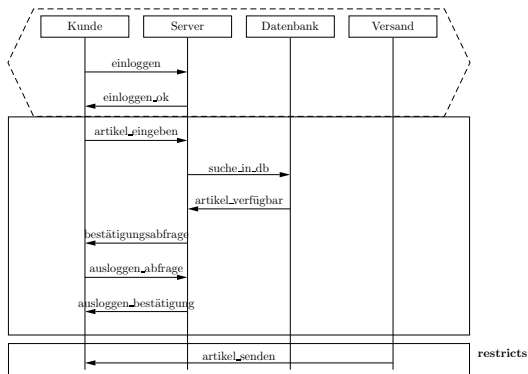 Kunde Server Datenbank Versand
einloggen
einloggen_ok
artikel_eingeben
suche_in_db
artikel_verfügbar
bestätigungsabfrage
ausloggen_abfrage
ausloggen_bestätigung
restricts
artikel_senden